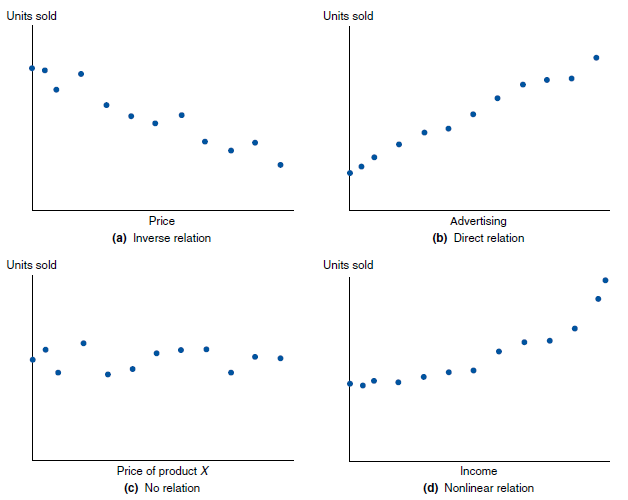 Units sold
Price
(a) Inverse relation
Units sold
Advertising
(b) Direct relation
Units sold
Price of product X
(c) No relation
Units sold
Income
(d) Nonlinear relation